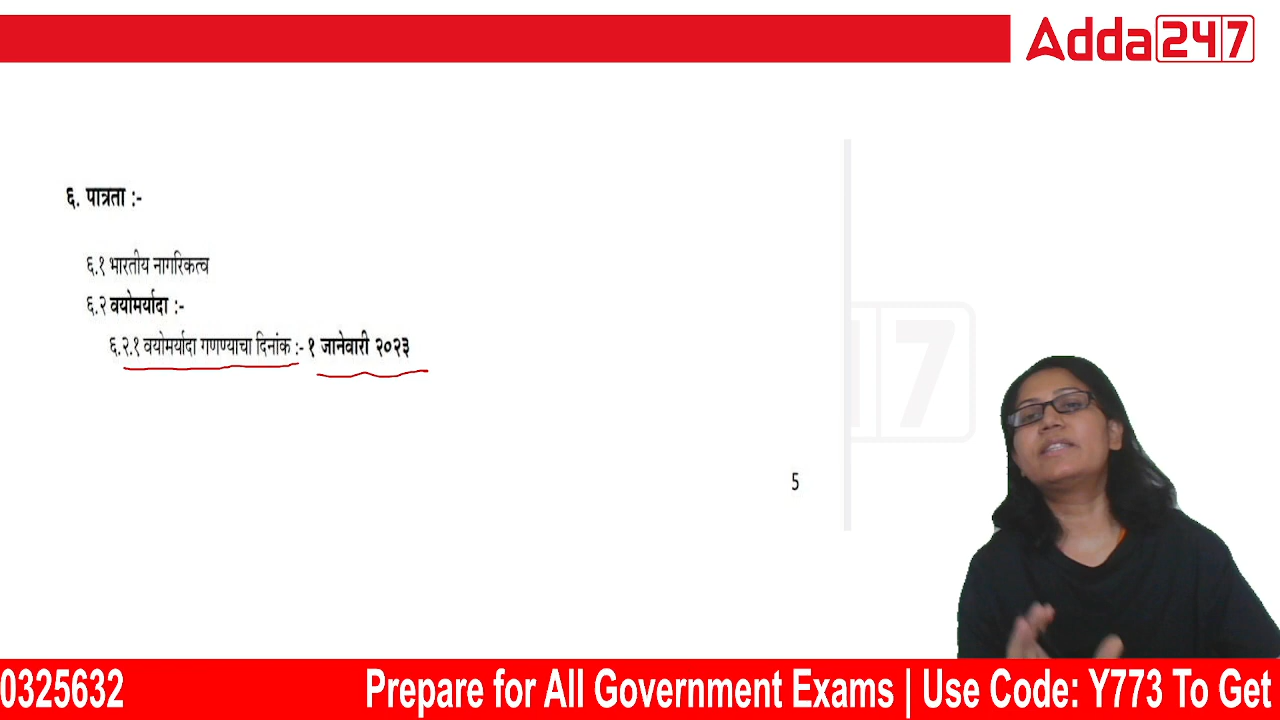 Adda247
६. पात्रता :-
६.१ भारतीय नागरिकत्व
६.२ वयोमर्यादा :-
६.२.१ वयोमर्यादा गणण्याचा दिनांक :- १ जानेवारी २०२३
7
5
0325632 Prepare for All Government Exams | Use Code: Y773 To Get